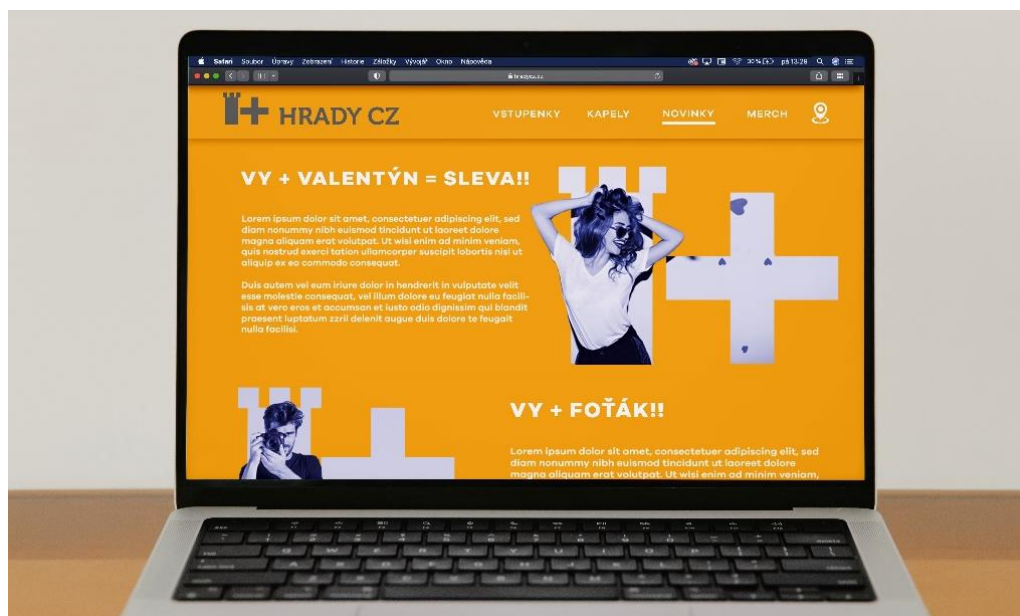 Safari Soubor Úpravy Zobrazení Historie Záložky Vývojář Okno Nápověda
30% pá 13:26
hradycz.cz
HRADY CZ
VSTUPENKY KAPELY NOVINKY MERCH
VY + VALENTÝN = SLEVA!!
Lorem ipsum dolor sit amet, consectetuer adipiscing elit, sed
diam nonummy nibh euismod tincidunt ut laoreet dolore
magna aliquam erat volutpat. Ut wisi enim ad minim veniam,
quis nostrud exerci tation ullamcorper suscipit lobortis nisl ut
aliquip ex ea commodo consequat.
Duis autem vel eum iriure dolor in hendrerit in vulputate velit
esse molestie consequat, vel illum dolore eu feugiat nulla facili-
sis at vero eros et accumsan et iusto odio dignissim qui blandit
praesent luptatum zzril delenit augue duis dolore te feugait
nulla facilisi.
VY + FOŤÁK!!
Lorem ipsum dolor sit amet, consectetuer adipiscing elit, sed
diam nonummy nibh euismod tincidunt ut laoreet dolore
magna aliquam erat volutpat. Ut wisi enim ad minim veniam,